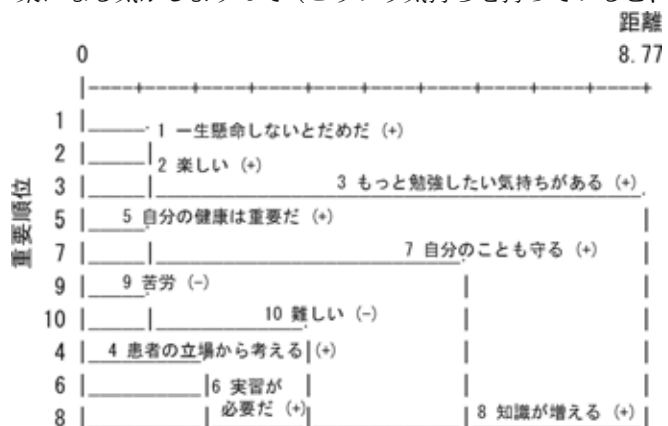 距離
0 8.77
|----+----+----+----+----+----+----+----+----+----+
1 |______. 1 一生懸命しないとだめだ (+)
2 |______| 2 楽しい (+)
3 3 もっと勉強したい気持ちがある (+)
重要順位
5 5 自分の健康は重要だ (+)
7 7 自分のことも守る (+)
9 9 苦労 (-)
10 10 難しい (-)
4 4 患者の立場から考える (+)
6 6 実習が
必要だ (+)
8 8 知識が増える (+)